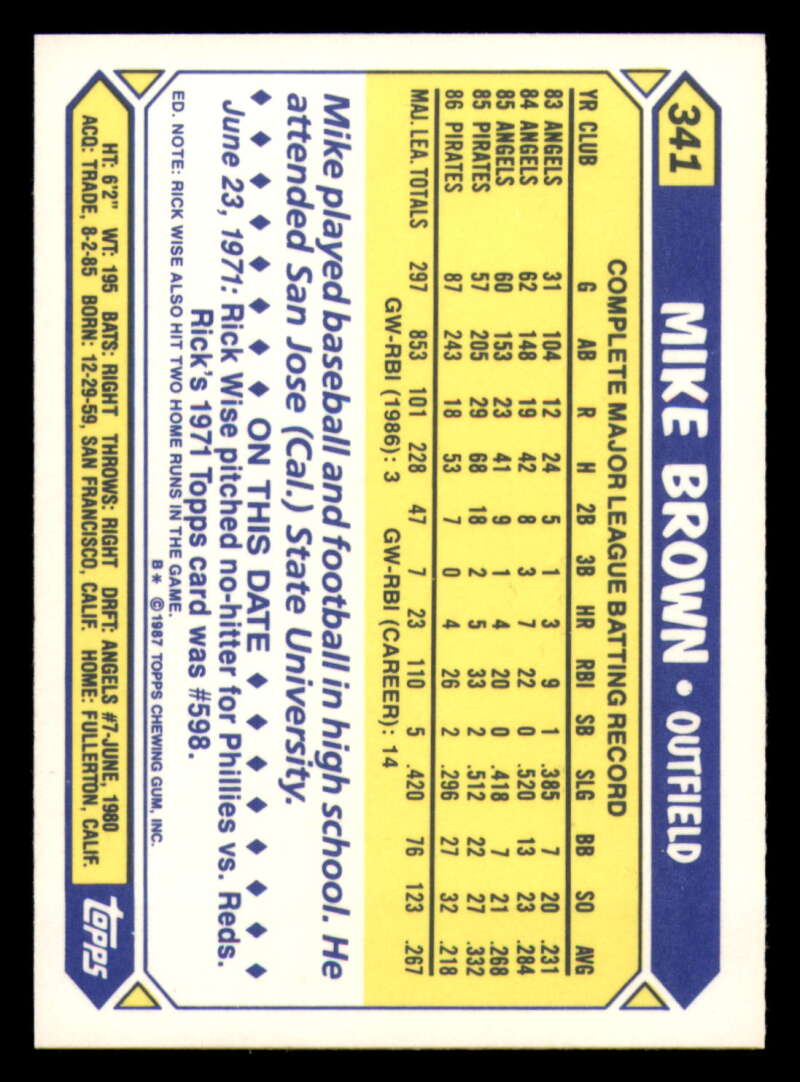 341
MIKE BROWN • OUTFIELD
COMPLETE MAJOR LEAGUE BATTING RECORD
YR CLUB G AB R H 2B 3B HR RBI SB SLG BB SO AVG
83 ANGELS 31 104 12 24 5 1 3 9 1 .385 7 20 .231
84 ANGELS 62 148 19 42 8 3 7 22 0 .520 13 23 .284
85 ANGELS 60 153 23 41 9 1 4 20 0 .418 7 21 .268
85 PIRATES 57 205 29 68 18 2 5 33 2 .512 22 27 .332
86 PIRATES 87 243 18 53 7 0 4 26 2 .296 27 32 .218
MAJ. LEA. TOTALS 297 853 101 228 47 7 23 110 5 .420 76 123 .267
GW-RBI (1986): 3 GW-RBI (CAREER): 14
Mike played baseball and football in high school. He
attended San Jose (Cal.) State University.
◆ ◆ ◆ ◆ ◆ ◆ ◆ ON THIS DATE ◆ ◆ ◆ ◆ ◆ ◆ ◆
June 23, 1971: Rick Wise pitched no-hitter for Phillies vs. Reds.
Rick's 1971 Topps card was #598.
ED. NOTE: RICK WISE ALSO HIT TWO HOME RUNS IN THE GAME.
B* © 1987 TOPPS CHEWING GUM, INC.
HT: 6'2" WT: 195 BATS: RIGHT THROWS: RIGHT DRFT: ANGELS #7-JUNE, 1980
ACQ: TRADE, 8-2-85 BORN: 12-29-59, SAN FRANCISCO, CALIF. HOME: FULLERTON, CALIF.
topps